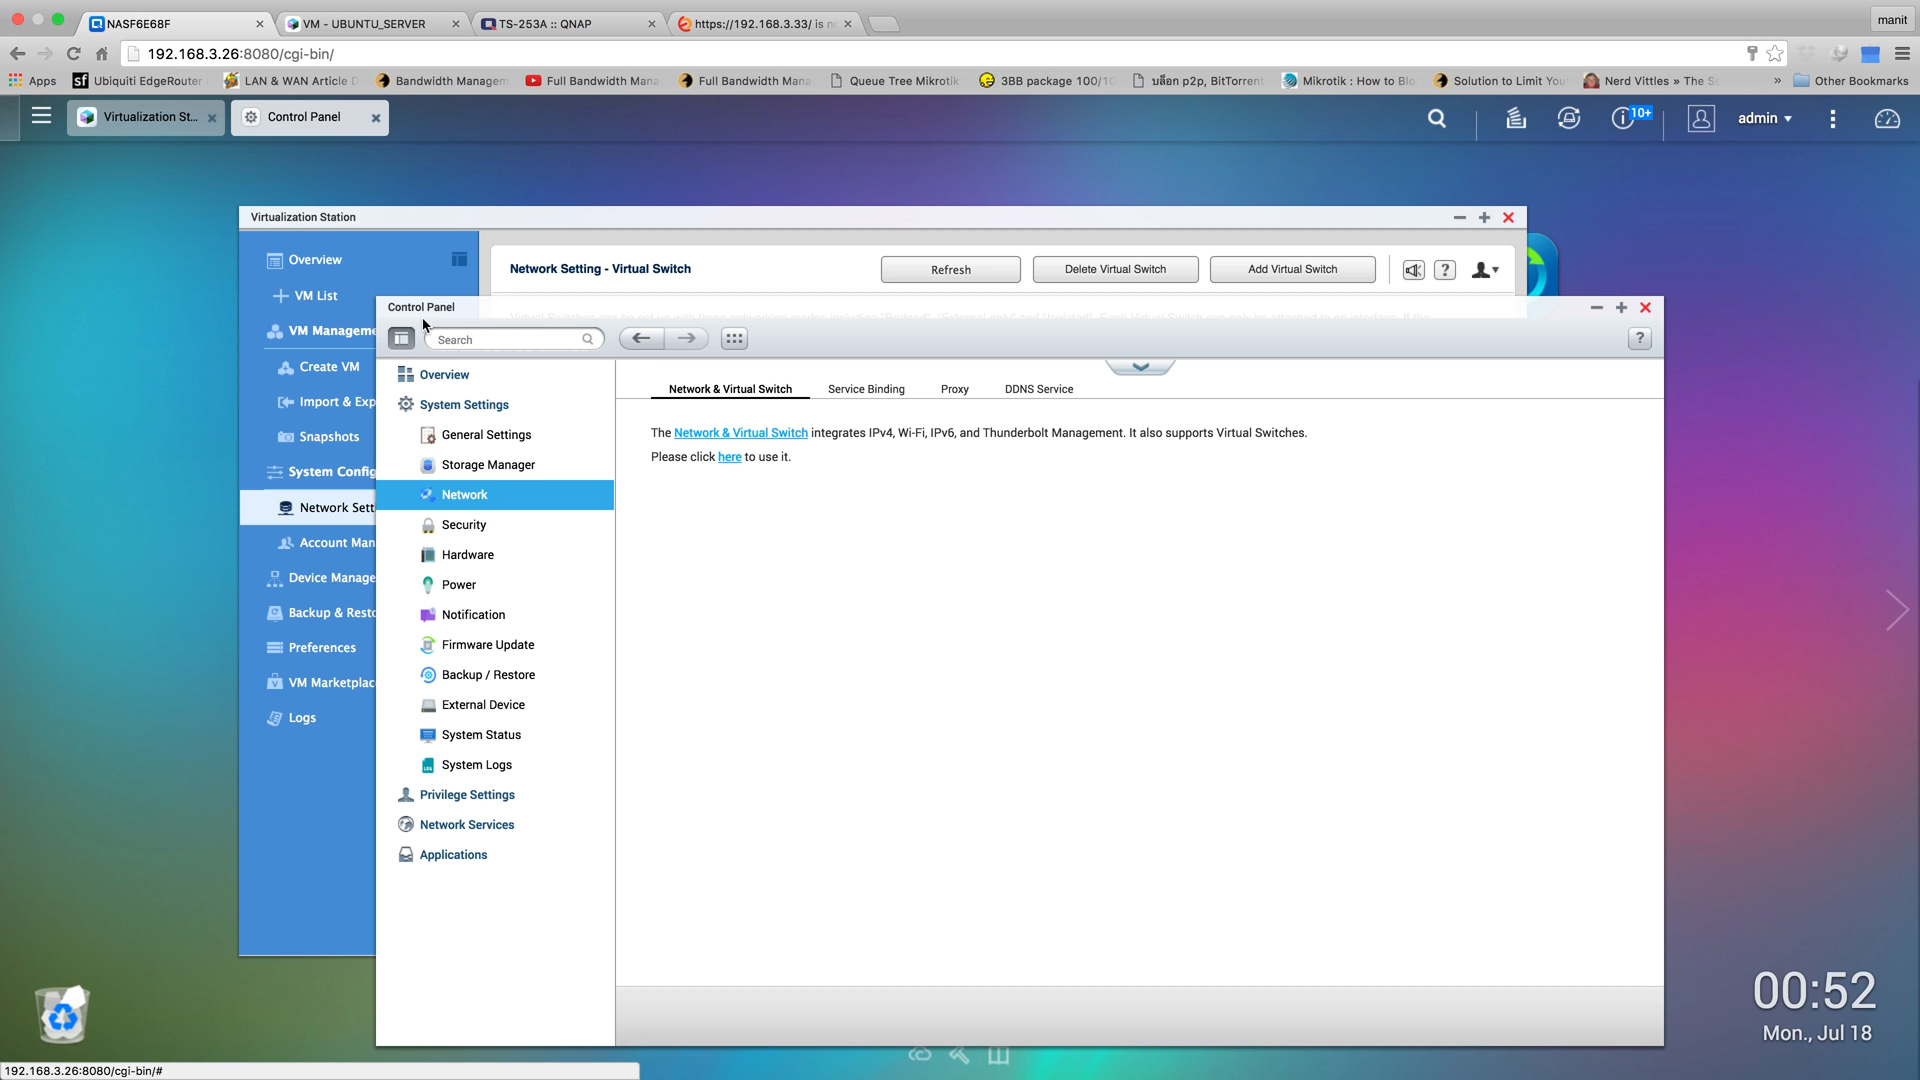 NASF6E68F
VM - UBUNTU_SERVER
TS-253A :: QNAP
https://192.168.3.33/ is n
manit
192.168.3.26:8080/cgi-bin/
Apps
Ubiquiti EdgeRouter
LAN & WAN Article D
Bandwidth Managem
Full Bandwidth Mana
Full Bandwidth Mana
Queue Tree Mikrotik
3BB package 100/10
บล็อก p2p, BitTorrent
Mikrotik : How to Blo
Solution to Limit You
Nerd Vittles » The S
» Other Bookmarks
Virtualization St...
Control Panel
10+
admin
Virtualization Station
Overview
VM List
VM Manageme
Create VM
Import & Exp
Snapshots
System Config
Network Sett
Account Man
Device Manage
Backup & Resto
Preferences
VM Marketplac
Logs
Network Setting - Virtual Switch
Refresh
Delete Virtual Switch
Add Virtual Switch
?
Control Panel
Search
?
Overview
System Settings
General Settings
Storage Manager
Network
Security
Hardware
Power
Notification
Firmware Update
Backup / Restore
External Device
System Status
System Logs
Privilege Settings
Network Services
Applications
Network & Virtual Switch
Service Binding
Proxy
DDNS Service
The Network & Virtual Switch integrates IPv4, Wi-Fi, IPv6, and Thunderbolt Management. It also supports Virtual Switches.
Please click here to use it.
00:52
Mon., Jul 18
192.168.3.26:8080/cgi-bin/#